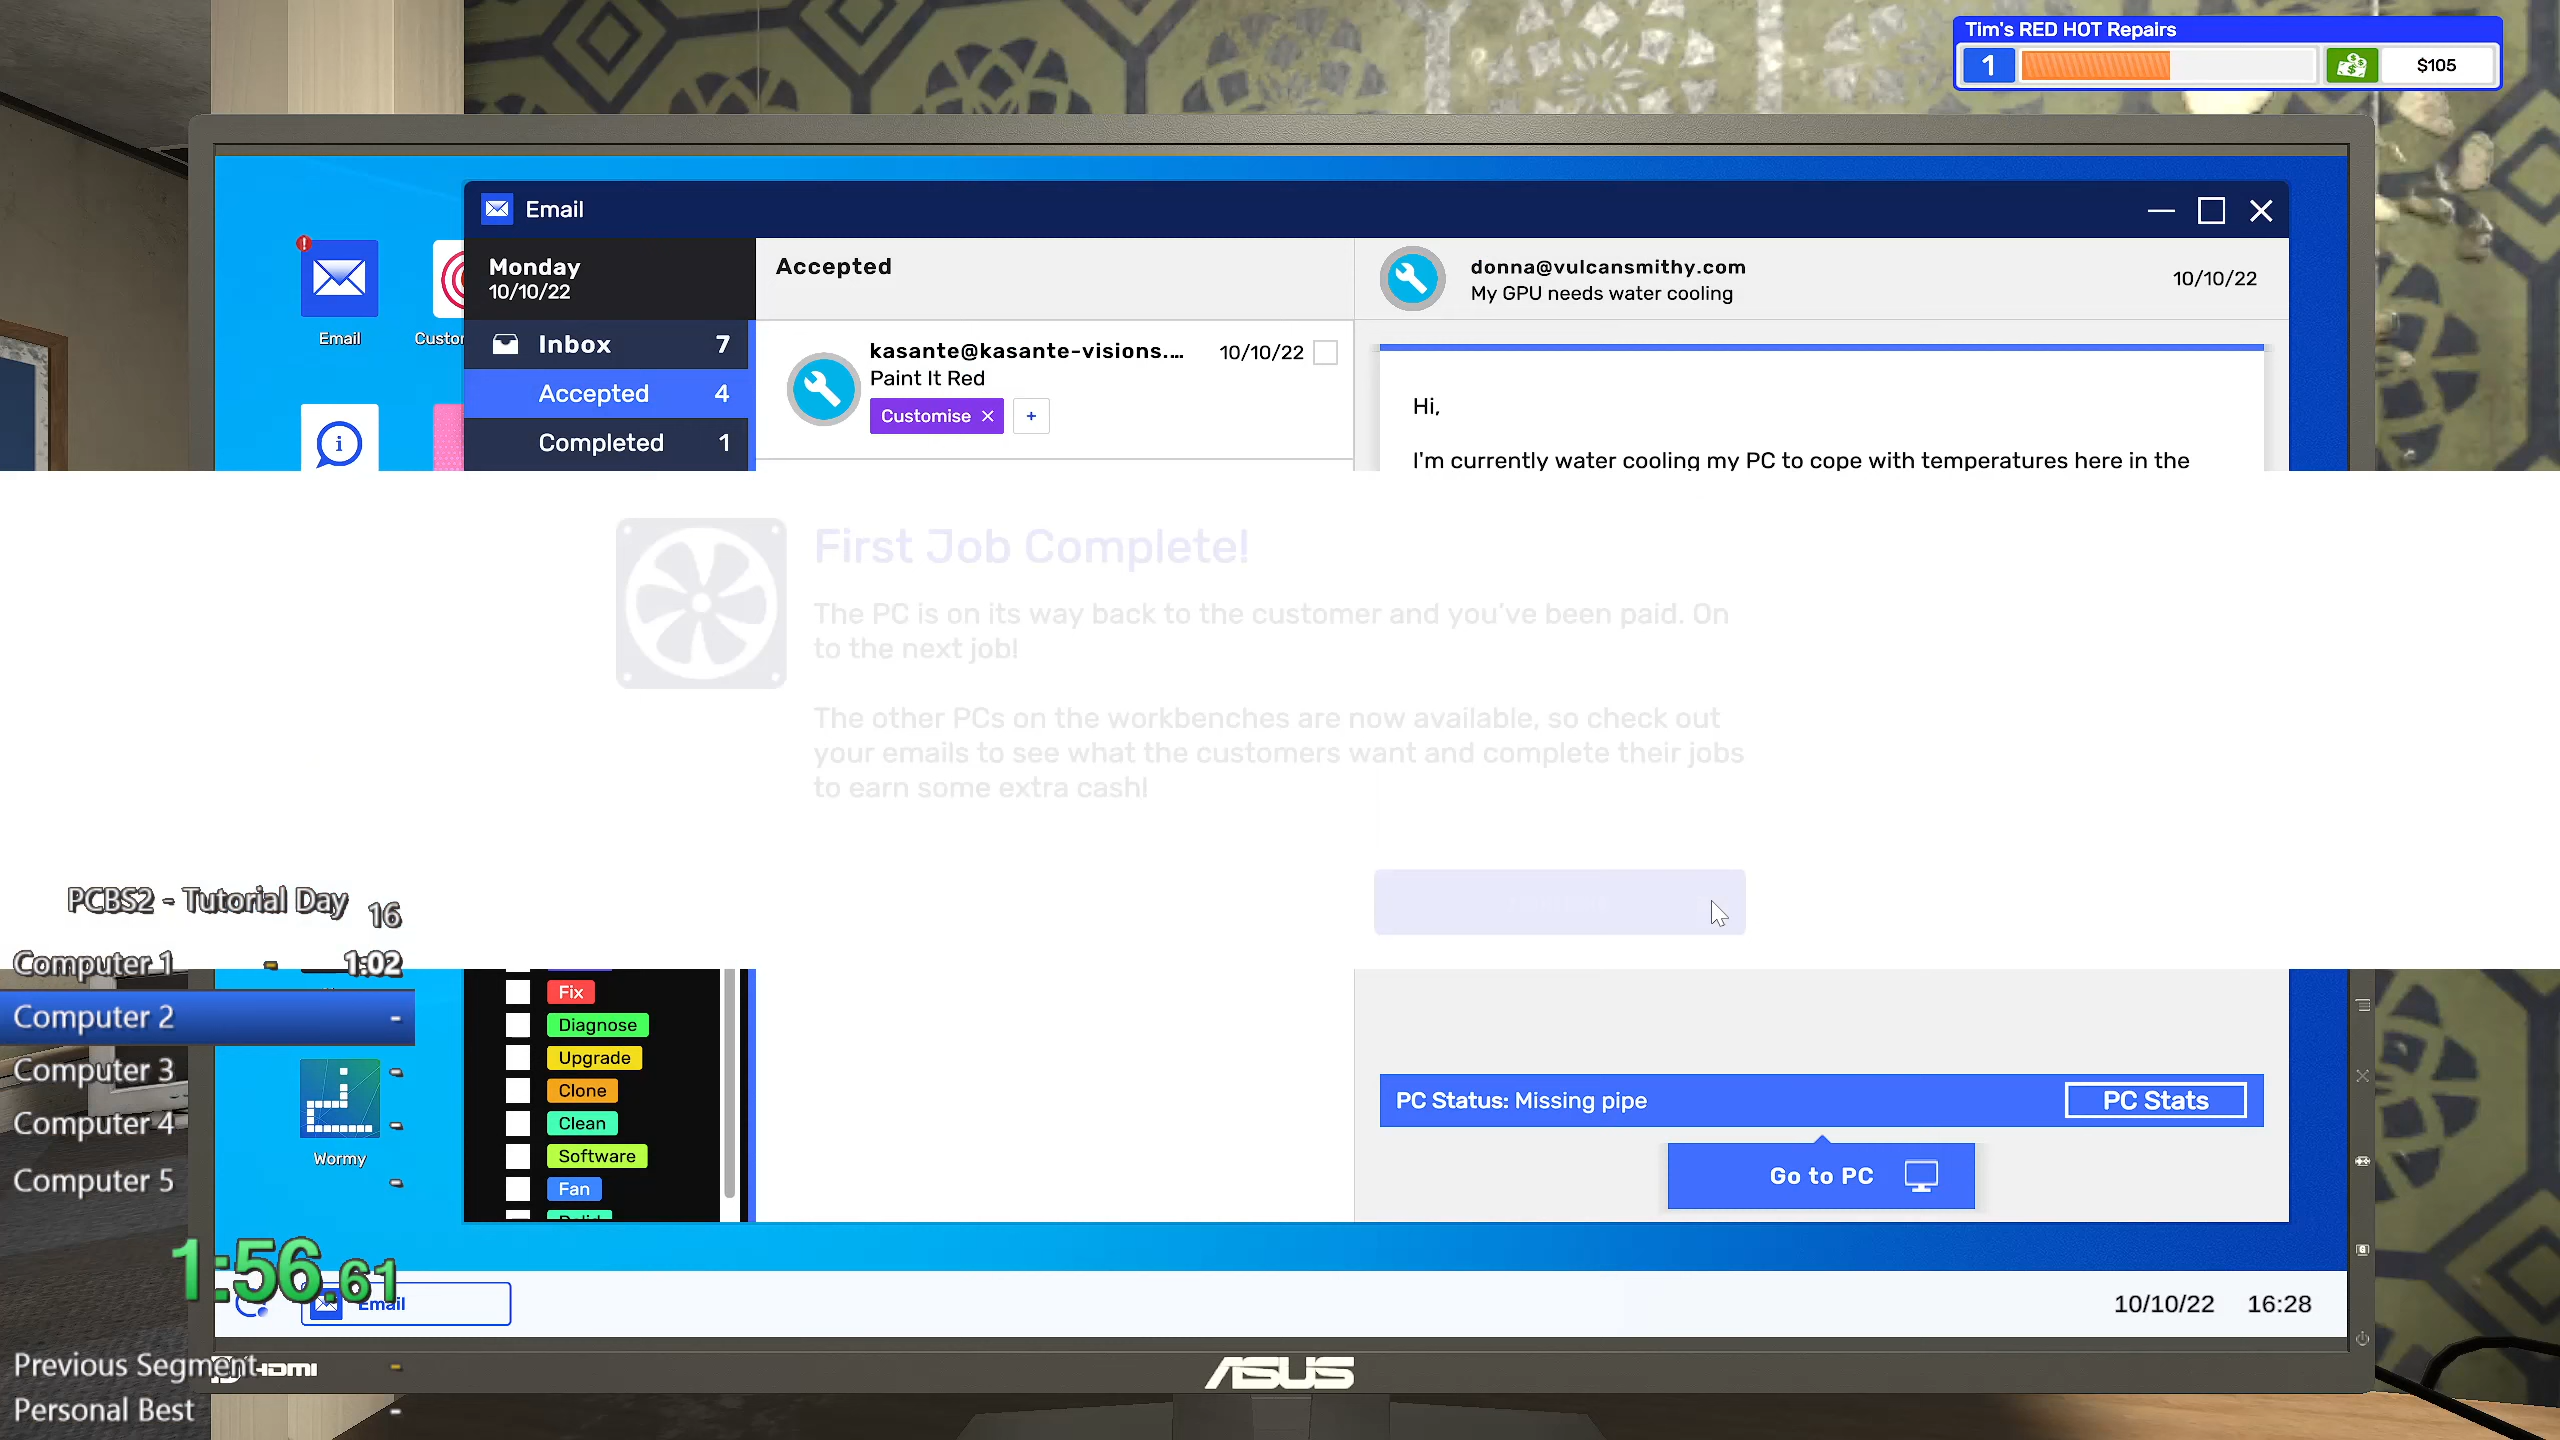 Tim's RED HOT Repairs
1
$105
Email
Monday
10/10/22
Accepted
donna@vulcansmithy.com
My GPU needs water cooling
10/10/22
Email
Inbox 7
Accepted 4
Completed 1
kasante@kasante-visions.... 10/10/22
Paint It Red
Customise × +
Hi,
I'm currently water cooling my PC to cope with temperatures here in the
First Job Complete!
The PC is on its way back to the customer and you've been paid. On
to the next job!
The other PCs on the workbenches are now available, so check out
your emails to see what the customers want and complete their jobs
to earn some extra cash!
PCBS2 - Tutorial Day 16
Computer 1 - 1:02
Computer 2 -
Computer 3 -
Computer 4 -
Computer 5 -
Fix
Diagnose
Upgrade
Clone
Clean
Software
Fan
Wormy
PC Status: Missing pipe
PC Stats
Go to PC
1:56.61
Email
10/10/22 16:28
Previous Segment -
Personal Best -
HDMI
ASUS